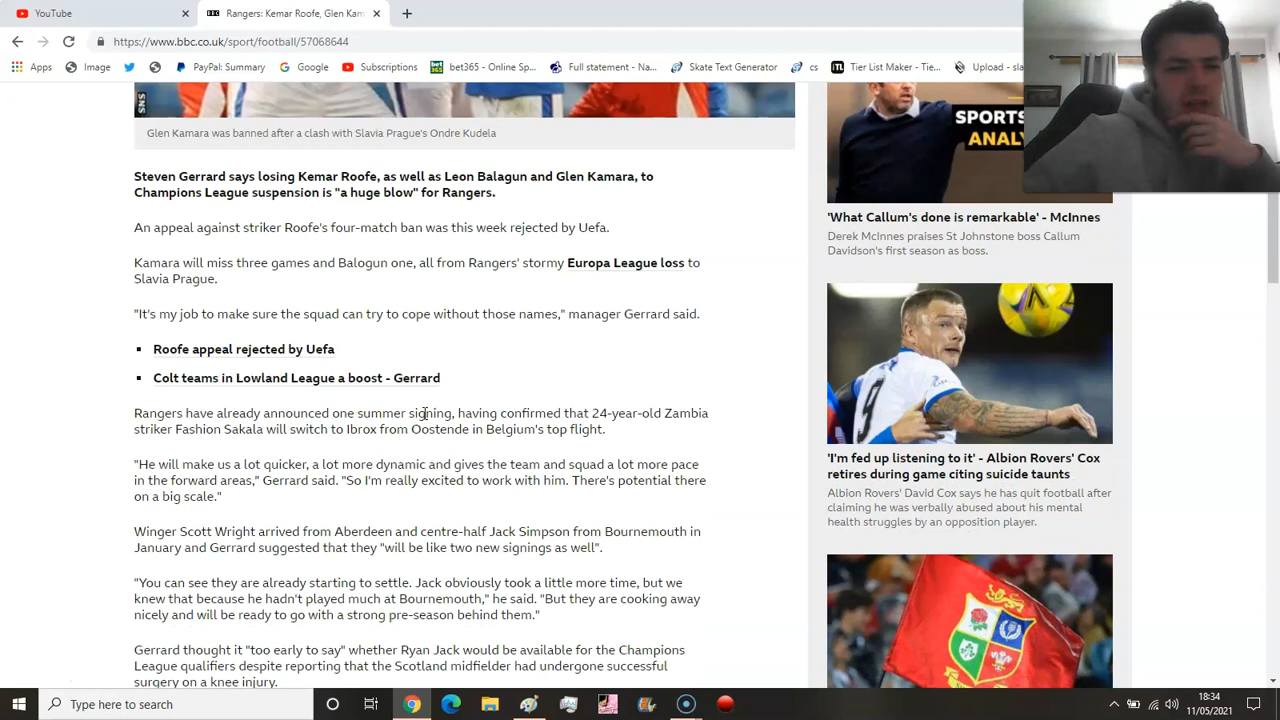 YouTube
Rangers: Kemar Roofe, Glen Kam
https://www.bbc.co.uk/sport/football/57068644
Apps
Image
PayPal: Summary
Google
Subscriptions
bet365 - Online Sp...
Full statement - Na...
Skate Text Generator
cs
Tier List Maker - Tie...
Upload - sla
SNS
Glen Kamara was banned after a clash with Slavia Prague's Ondre Kudela
Steven Gerrard says losing Kemar Roofe, as well as Leon Balagun and Glen Kamara, to
Champions League suspension is "a huge blow" for Rangers.
An appeal against striker Roofe's four-match ban was this week rejected by Uefa.
Kamara will miss three games and Balogun one, all from Rangers' stormy Europa League loss to
Slavia Prague.
"It's my job to make sure the squad can try to cope without those names," manager Gerrard said.
Roofe appeal rejected by Uefa
Colt teams in Lowland League a boost - Gerrard
Rangers have already announced one summer signing, having confirmed that 24-year-old Zambia
striker Fashion Sakala will switch to Ibrox from Oostende in Belgium's top flight.
"He will make us a lot quicker, a lot more dynamic and gives the team and squad a lot more pace
in the forward areas," Gerrard said. "So I'm really excited to work with him. There's potential there
on a big scale."
Winger Scott Wright arrived from Aberdeen and centre-half Jack Simpson from Bournemouth in
January and Gerrard suggested that they "will be like two new signings as well".
"You can see they are already starting to settle. Jack obviously took a little more time, but we
knew that because he hadn't played much at Bournemouth," he said. "But they are cooking away
nicely and will be ready to go with a strong pre-season behind them."
Gerrard thought it "too early to say" whether Ryan Jack would be available for the Champions
League qualifiers despite reporting that the Scotland midfielder had undergone successful
surgery on a knee injury.
SPORTS
ANALY
'What Callum's done is remarkable' - McInnes
Derek McInnes praises St Johnstone boss Callum
Davidson's first season as boss.
9
'I'm fed up listening to it' - Albion Rovers' Cox
retires during game citing suicide taunts
Albion Rovers' David Cox says he has quit football after
claiming he was verbally abused about his mental
health struggles by an opposition player.
Type here to search
18:34
11/05/2021